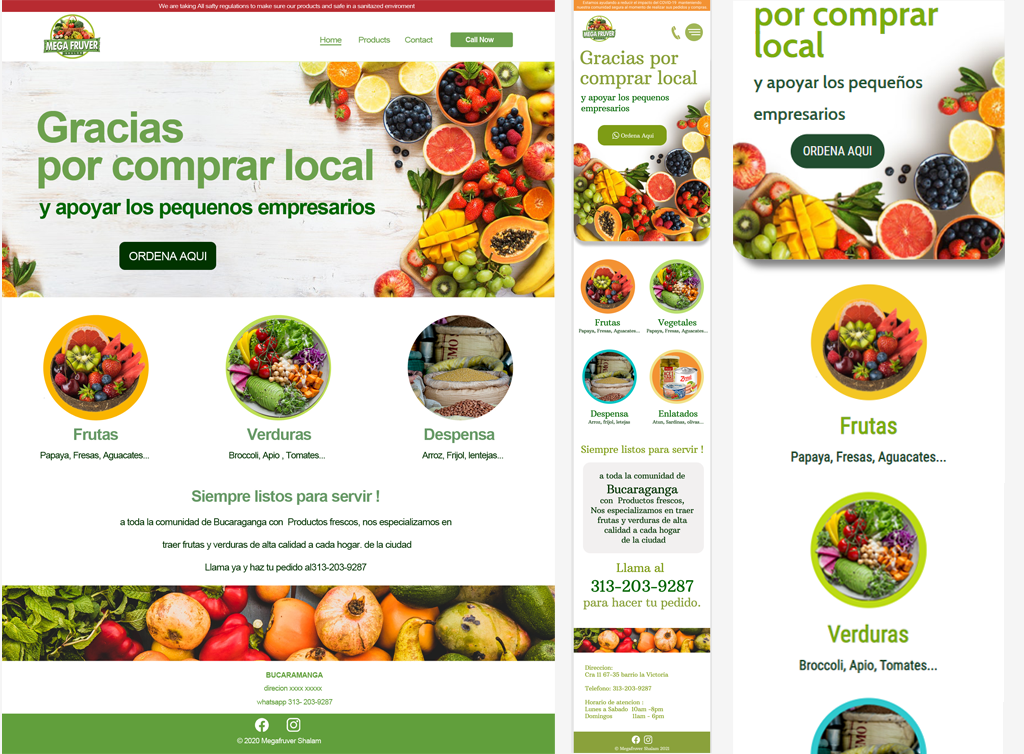 We are taking All safty regulations to make sure our products and safe in a sanitazed enviroment
MEGA FRUVER
Home
Products
Contact
Call Now
Gracias
por comprar local
y apoyar los pequenos empresarios
ORDENA AQUI
Frutas
Papaya, Fresas, Aguacates...
Verduras
Broccoli, Apio , Tomates...
Despensa
Arroz, Frijol, lentejas...
Siempre listos para servir !
a toda la comunidad de Bucaraganga con Productos frescos, nos especializamos en
traer frutas y verduras de alta calidad a cada hogar. de la ciudad
Llama ya y haz tu pedido al313-203-9287
BUCARAMANGA
direcion xxxx xxxxx
whatsapp 313- 203-9287
© 2020 Megafruver Shalam
MEGA FRUVER
Gracias por
comprar local
y apoyar los pequenos
empresarios
Ordena Aqui
Frutas
Papaya, Fresas, Aguacates...
Vegetales
Papaya, Fresas, Aguacates...
Despensa
Arroz, frijol, letejas
Enlatados
Atun, Sardinas, olivas...
Siempre listos para servir !
a toda la comunidad de
Bucaraganga
con Productos frescos,
Nos especializamos en traer
frutas y verduras de alta
calidad a cada hogar
de la ciudad
Llama al
313-203-9287
para hacer tu pedido.
Direccion:
Cra 11 67-35 barrio la Victoria
Telefono: 313-203-9287
Horario de atencion :
Lunes a Sabado 10am -8pm
Domingos 11am - 6pm
© Megafruver Shalam 2021
por comprar
local
y apoyar los pequeños
empresarios
ORDENA AQUI
Frutas
Papaya, Fresas, Aguacates...
Verduras
Broccoli, Apio, Tomates...